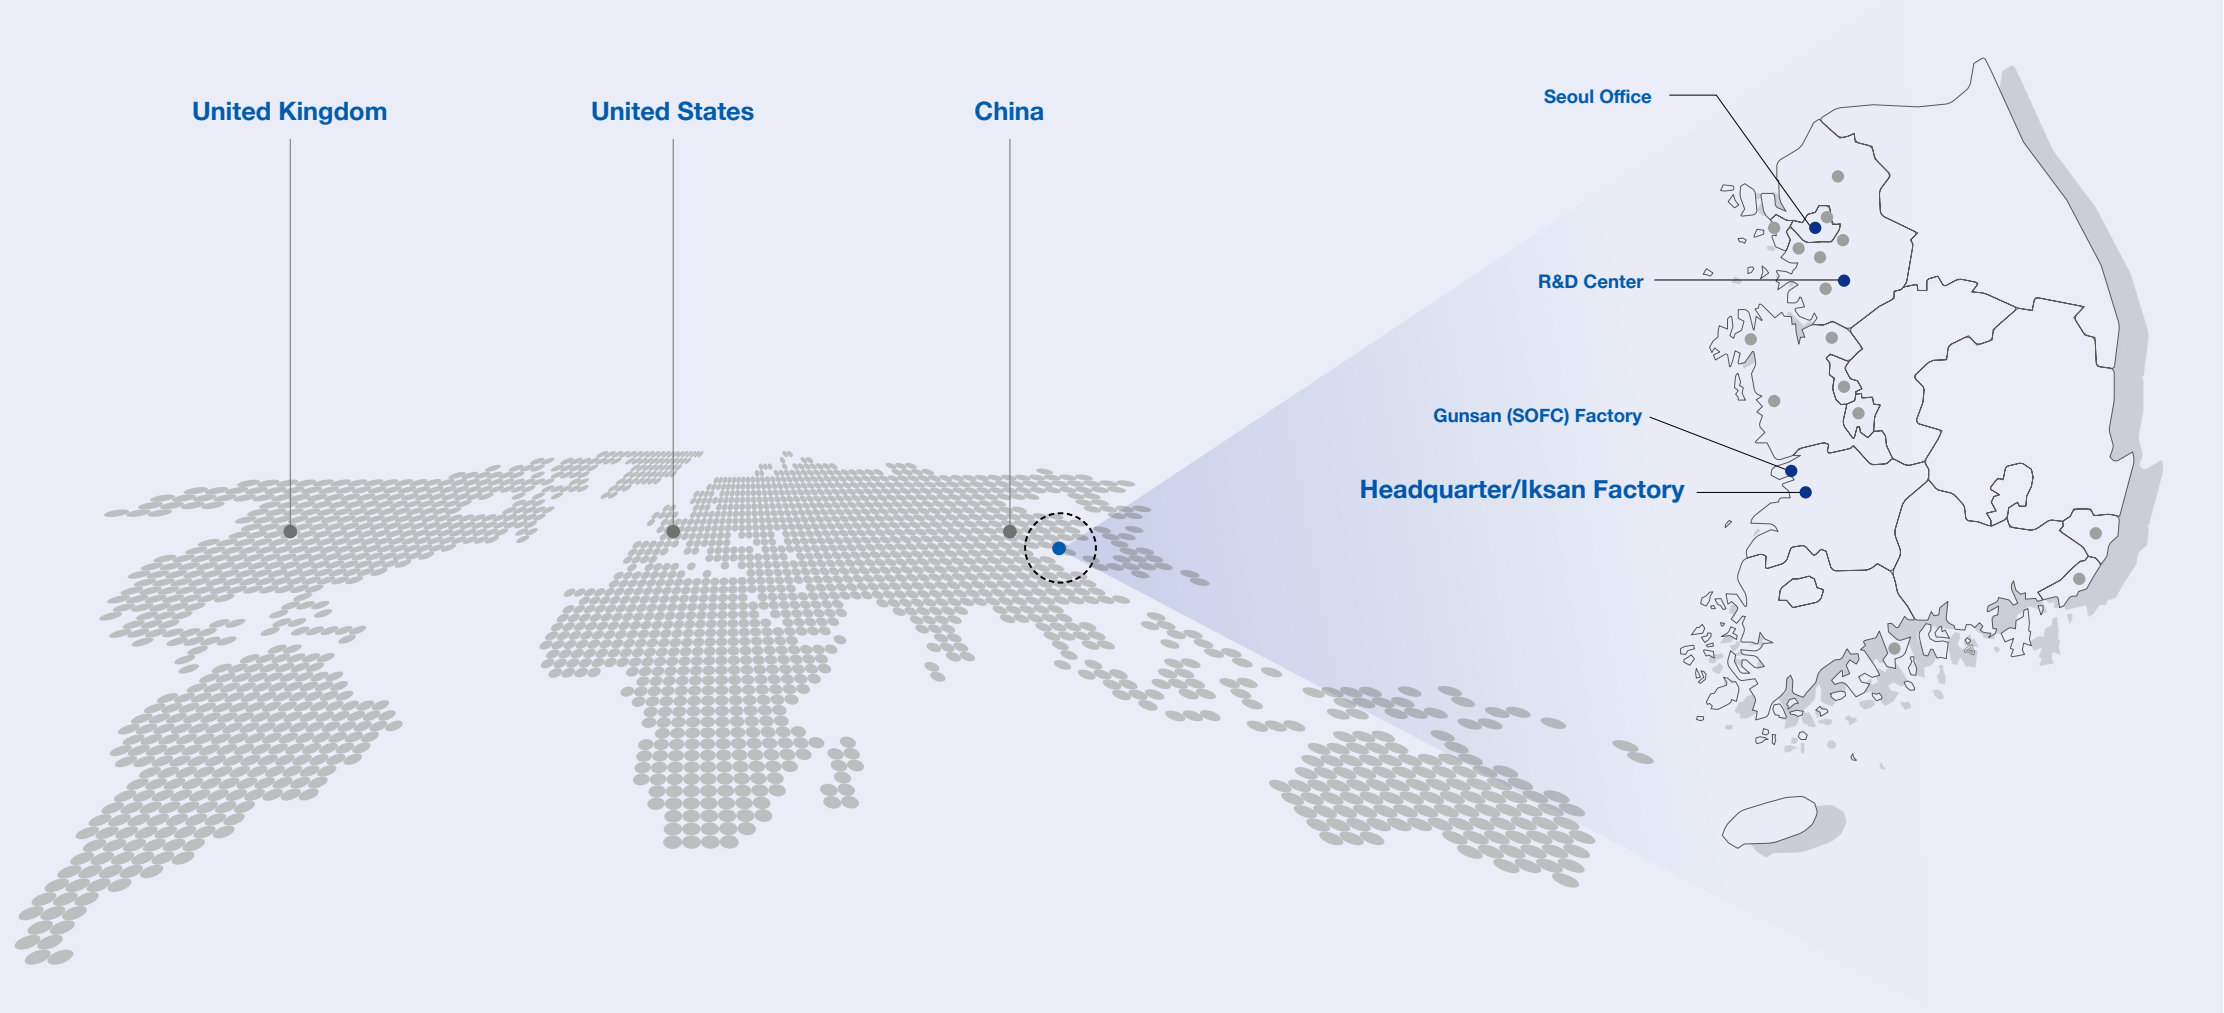 United Kingdom
United States
China
Seoul Office
R&D Center
Gunsan (SOFC) Factory
Headquarter/Iksan Factory